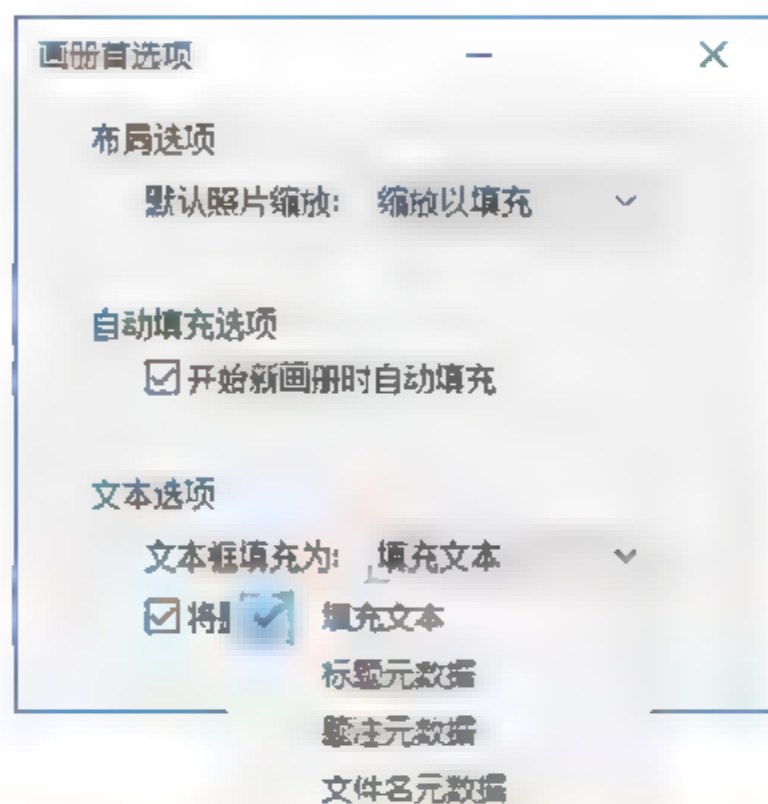 画册首选项
布局选项
默认照片缩放: 缩放以填充
自动填充选项
开始新画册时自动填充
文本选项
文本框填充为: 填充文本
将
填充文本
标题元数据
题注元数据
文件名元数据